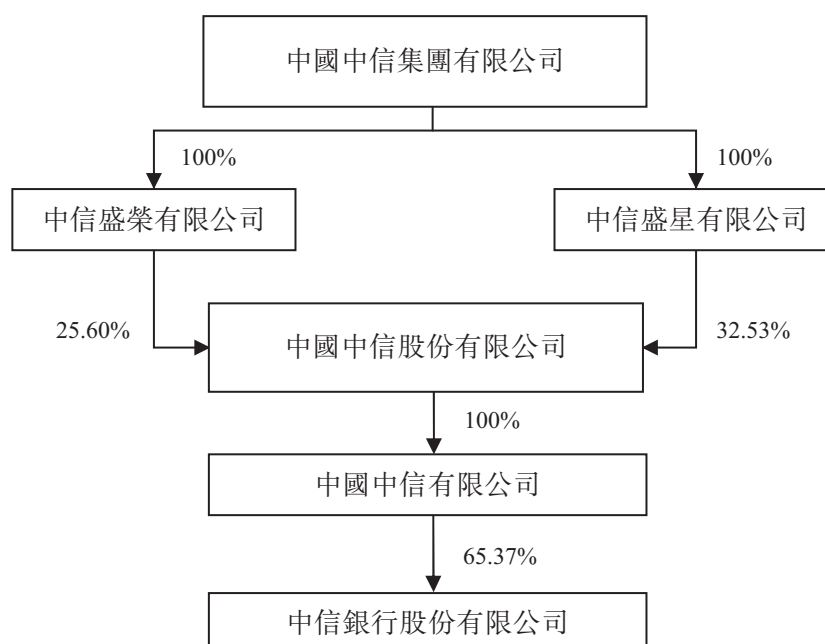 中國中信集團有限公司
100%
100%
中信盛榮有限公司
中信盛星有限公司
25.60%
32.53%
中國中信股份有限公司
100%
中國中信有限公司
65.37%
中信銀行股份有限公司